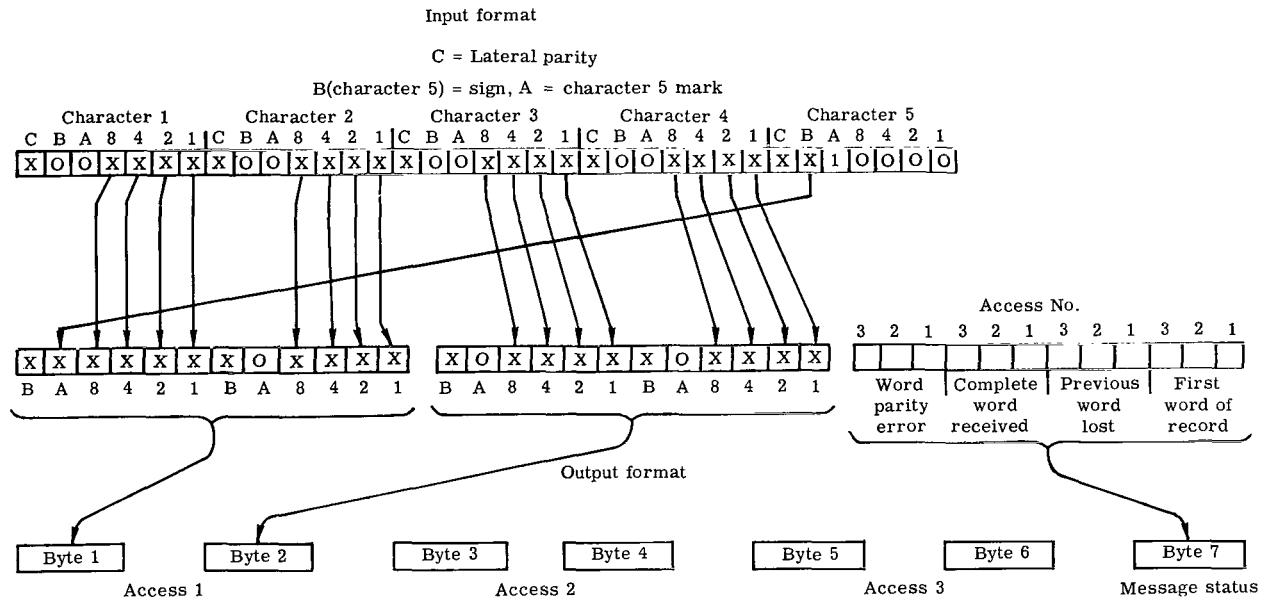 Input format
C = Lateral parity
B(character 5) = sign, A = character 5 mark
Character 1 Character 2 Character 3 Character 4 Character 5
C B A 8 4 2 1 C B A 8 4 2 1 C B A 8 4 2 1 C B A 8 4 2 1 C B A 8 4 2 1
X O O X X X X X O O X X X X X O O X X X X X O O X X X X X X 1 O O O O
Access No.
3 2 1 3 2 1 3 2 1 3 2 1
X X X X X X X O X X X X X O X X X X X O X X X X
B A 8 4 2 1 B A 8 4 2 1 B A 8 4 2 1 B A 8 4 2 1
Word parity error
Complete word received
Previous word lost
First word of record
Output format
Byte 1 Byte 2 Byte 3 Byte 4 Byte 5 Byte 6 Byte 7
Access 1 Access 2 Access 3 Message status